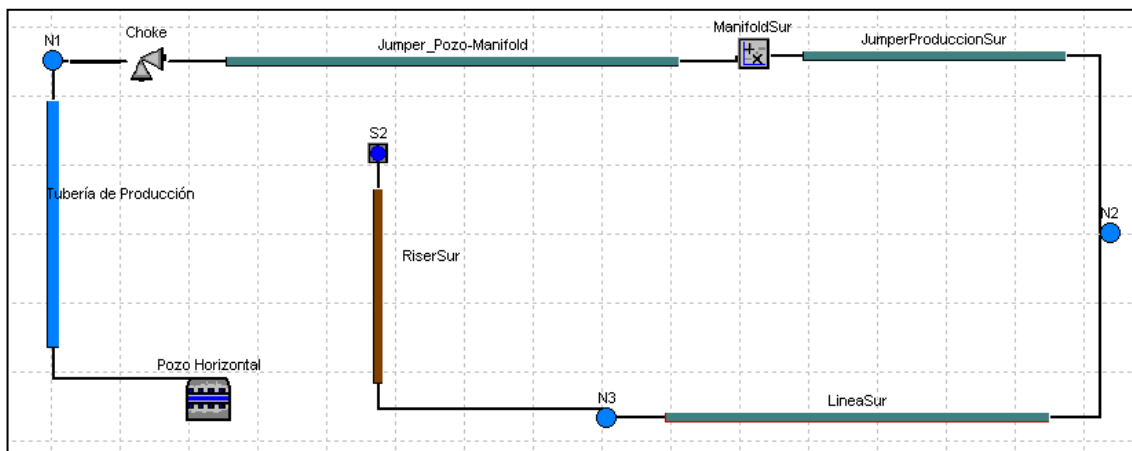 N1
Choke
Jumper_Pozo-Manifold
ManifoldSur
JumperProduccionSur
S2
Tubería de Producción
N2
RiserSur
Pozo Horizontal
N3
LineaSur